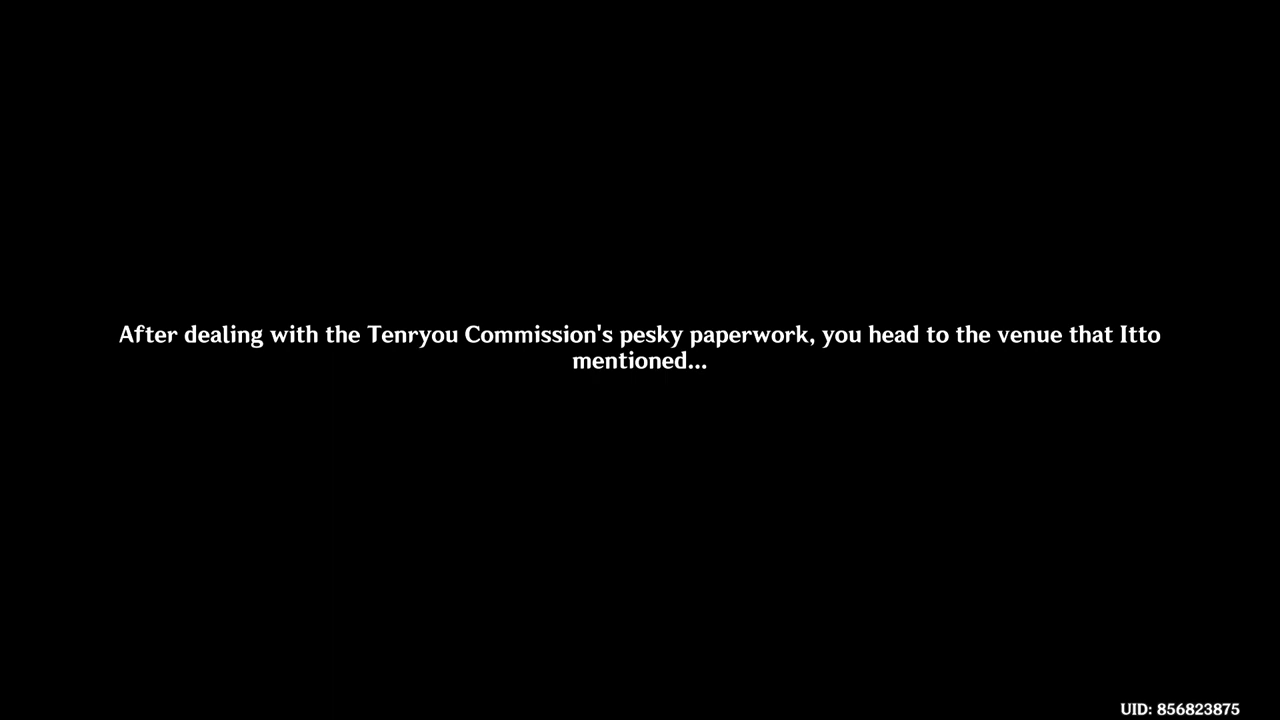 After dealing with the Tenryou Commission's pesky paperwork, you head to the venue that Itto
mentioned...
UID: 856823875